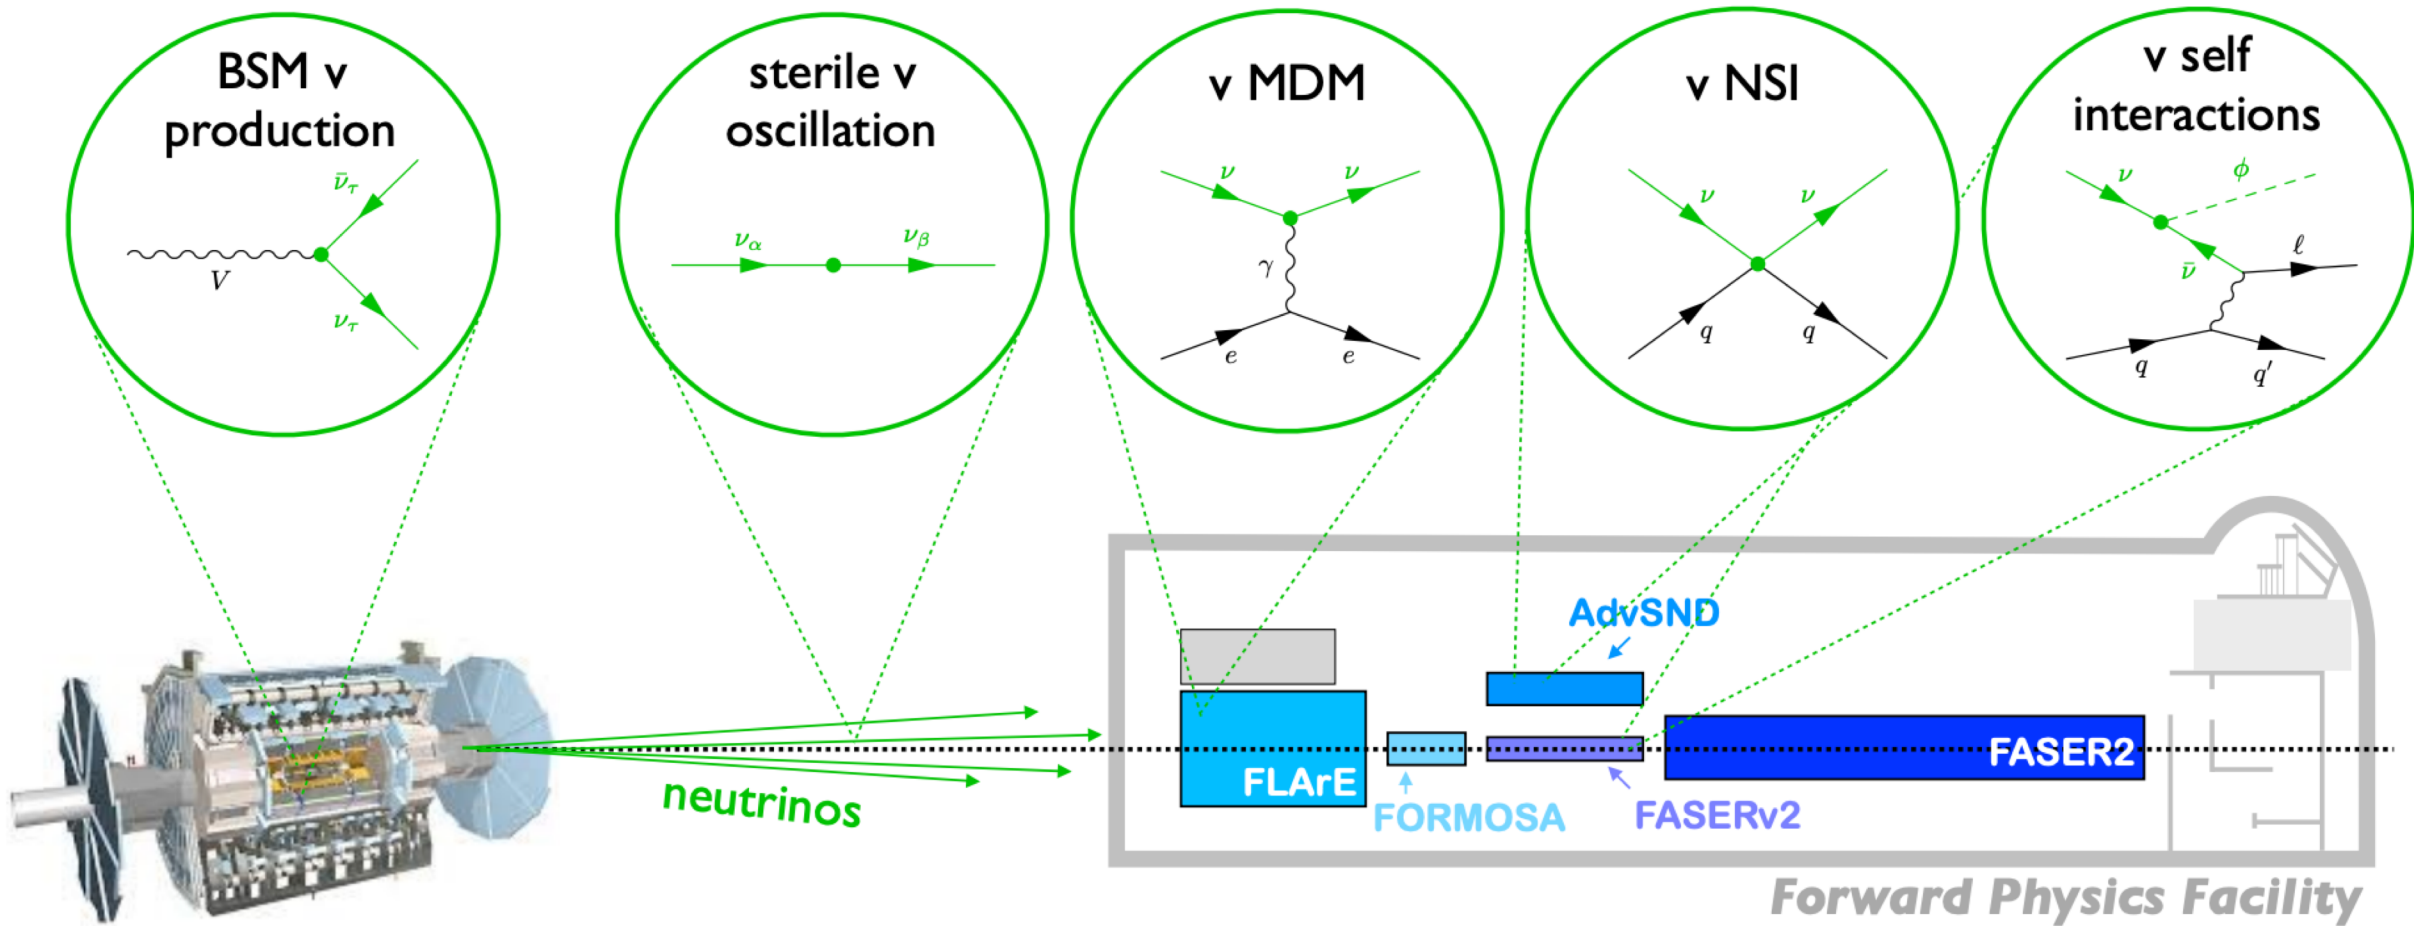 BSM ν
production
ν̄τ
V
ντ
sterile ν
oscillation
να
νβ
ν MDM
ν
ν
γ
e
e
ν NSI
ν
ν
q
q
ν self
interactions
ν
ϕ
ν̄
ℓ
q
q′
neutrinos
AdvSND
FLArE
FORMOSA
FASERν2
FASER2
Forward Physics Facility